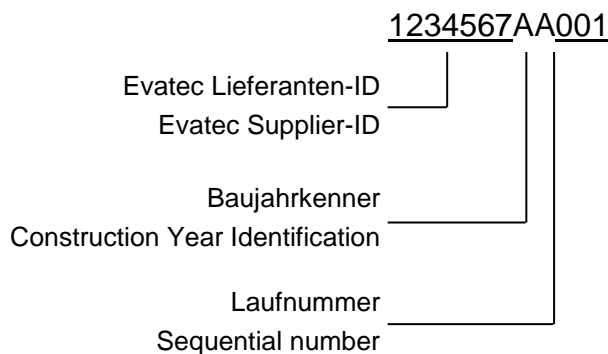 1234567AA001
Evatec Lieferanten-ID
Evatec Supplier-ID
Baujahrkenner
Construction Year Identification
Laufnummer
Sequential number